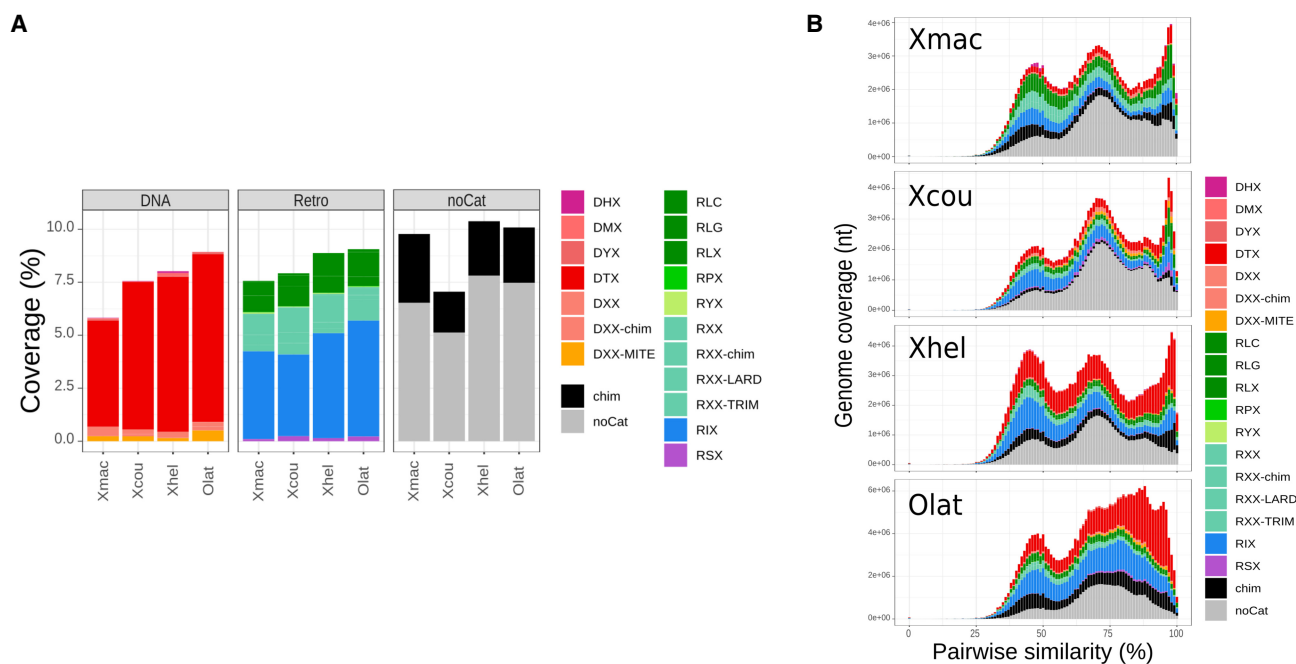 A
DNA
Retro
noCat
Coverage (%)
10.0
7.5
5.0
2.5
0.0
Xmac
Xcou
Xhel
Olat
Xmac
Xcou
Xhel
Olat
Xmac
Xcou
Xhel
Olat
DHX
DMX
DYX
DTX
DXX
DXX-chim
DXX-MITE
chim
noCat
RLC
RLG
RLX
RPX
RYX
RXX
RXX-chim
RXX-LARD
RXX-TRIM
RIX
RSX
B
Genome coverage (nt)
Xmac
4e+06
3e+06
2e+06
1e+06
0e+00
Xcou
4e+06
3e+06
2e+06
1e+06
0e+00
Xhel
4e+06
3e+06
2e+06
1e+06
0e+00
Olat
6e+06
4e+06
2e+06
0e+00
0
25
50
75
100
Pairwise similarity (%)
DHX
DMX
DYX
DTX
DXX
DXX-chim
DXX-MITE
RLC
RLG
RLX
RPX
RYX
RXX
RXX-chim
RXX-LARD
RXX-TRIM
RIX
RSX
chim
noCat